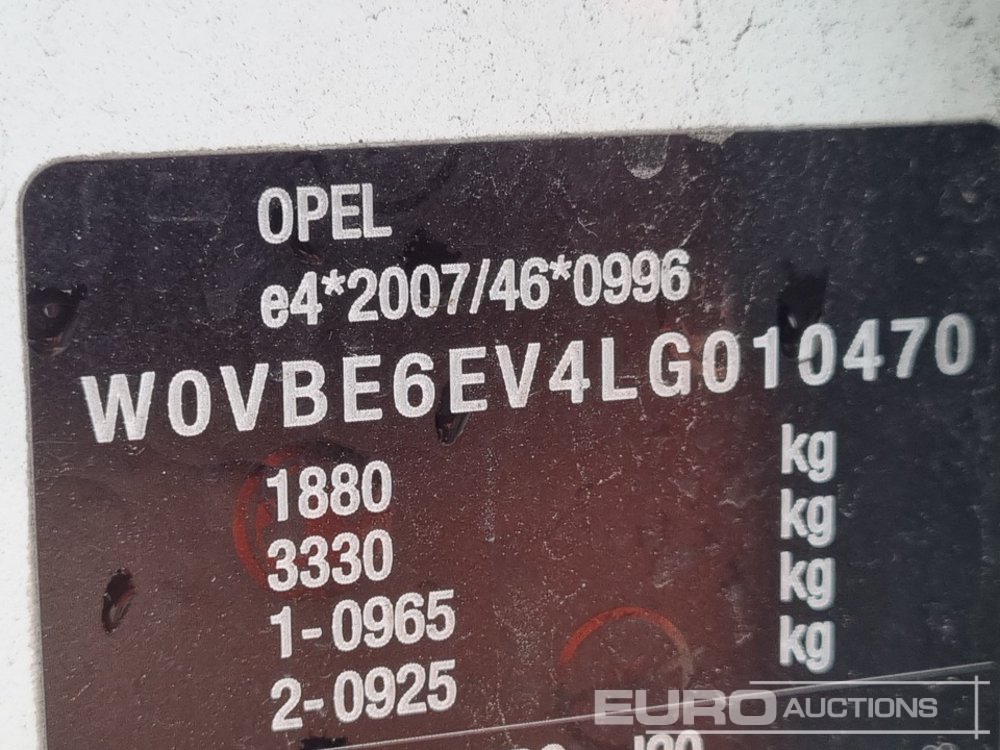 OPEL
e4*2007/46*0996
W0VBE6EV4LG010470
1880 kg
3330 kg
1-0965 kg
2-0925 kg
EURO AUCTIONS